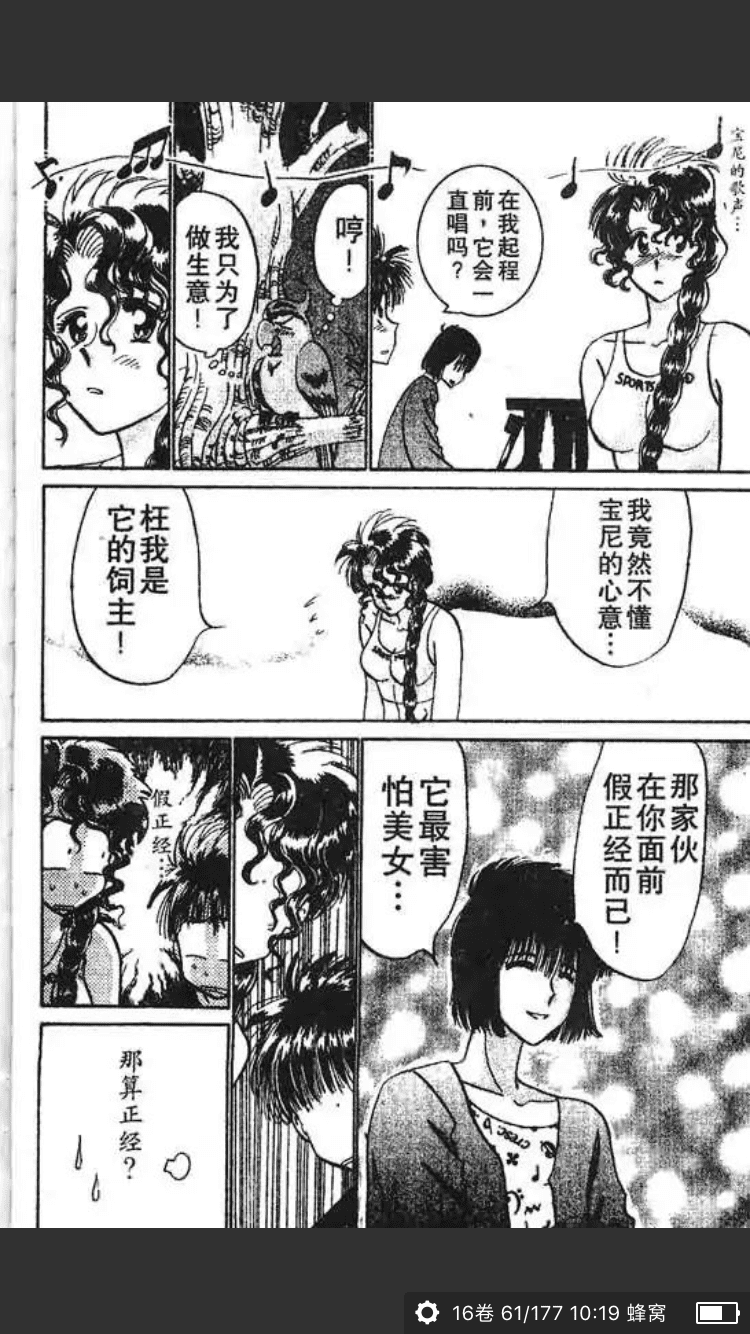 宝尼的歌声…
在我起程
前，它会一
直唱吗？
SPORTS
哼！
我只为了
做生意！
我竟然不懂
宝尼的心意…
枉我是
它的饲主！
那家伙
在你面前
假正经而已！
它最害
怕美女…
假正经…
那算正经？
16卷 61/177 10:19 蜂窝